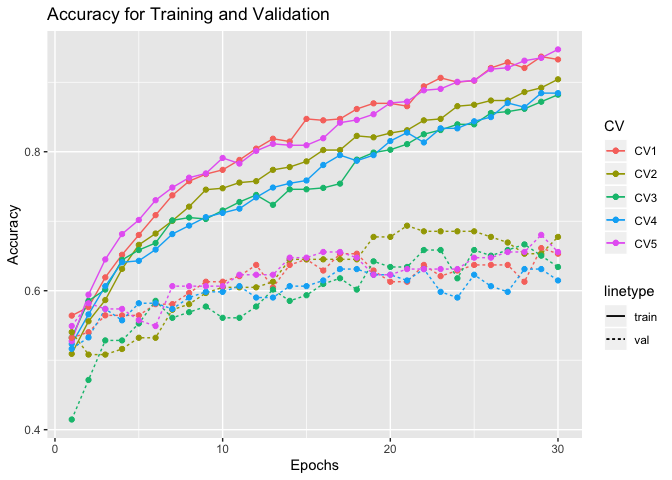 Accuracy for Training and Validation
Accuracy
0.8
0.6
0.4
0
10
20
30
Epochs
CV
CV1
CV2
CV3
CV4
CV5
linetype
train
val